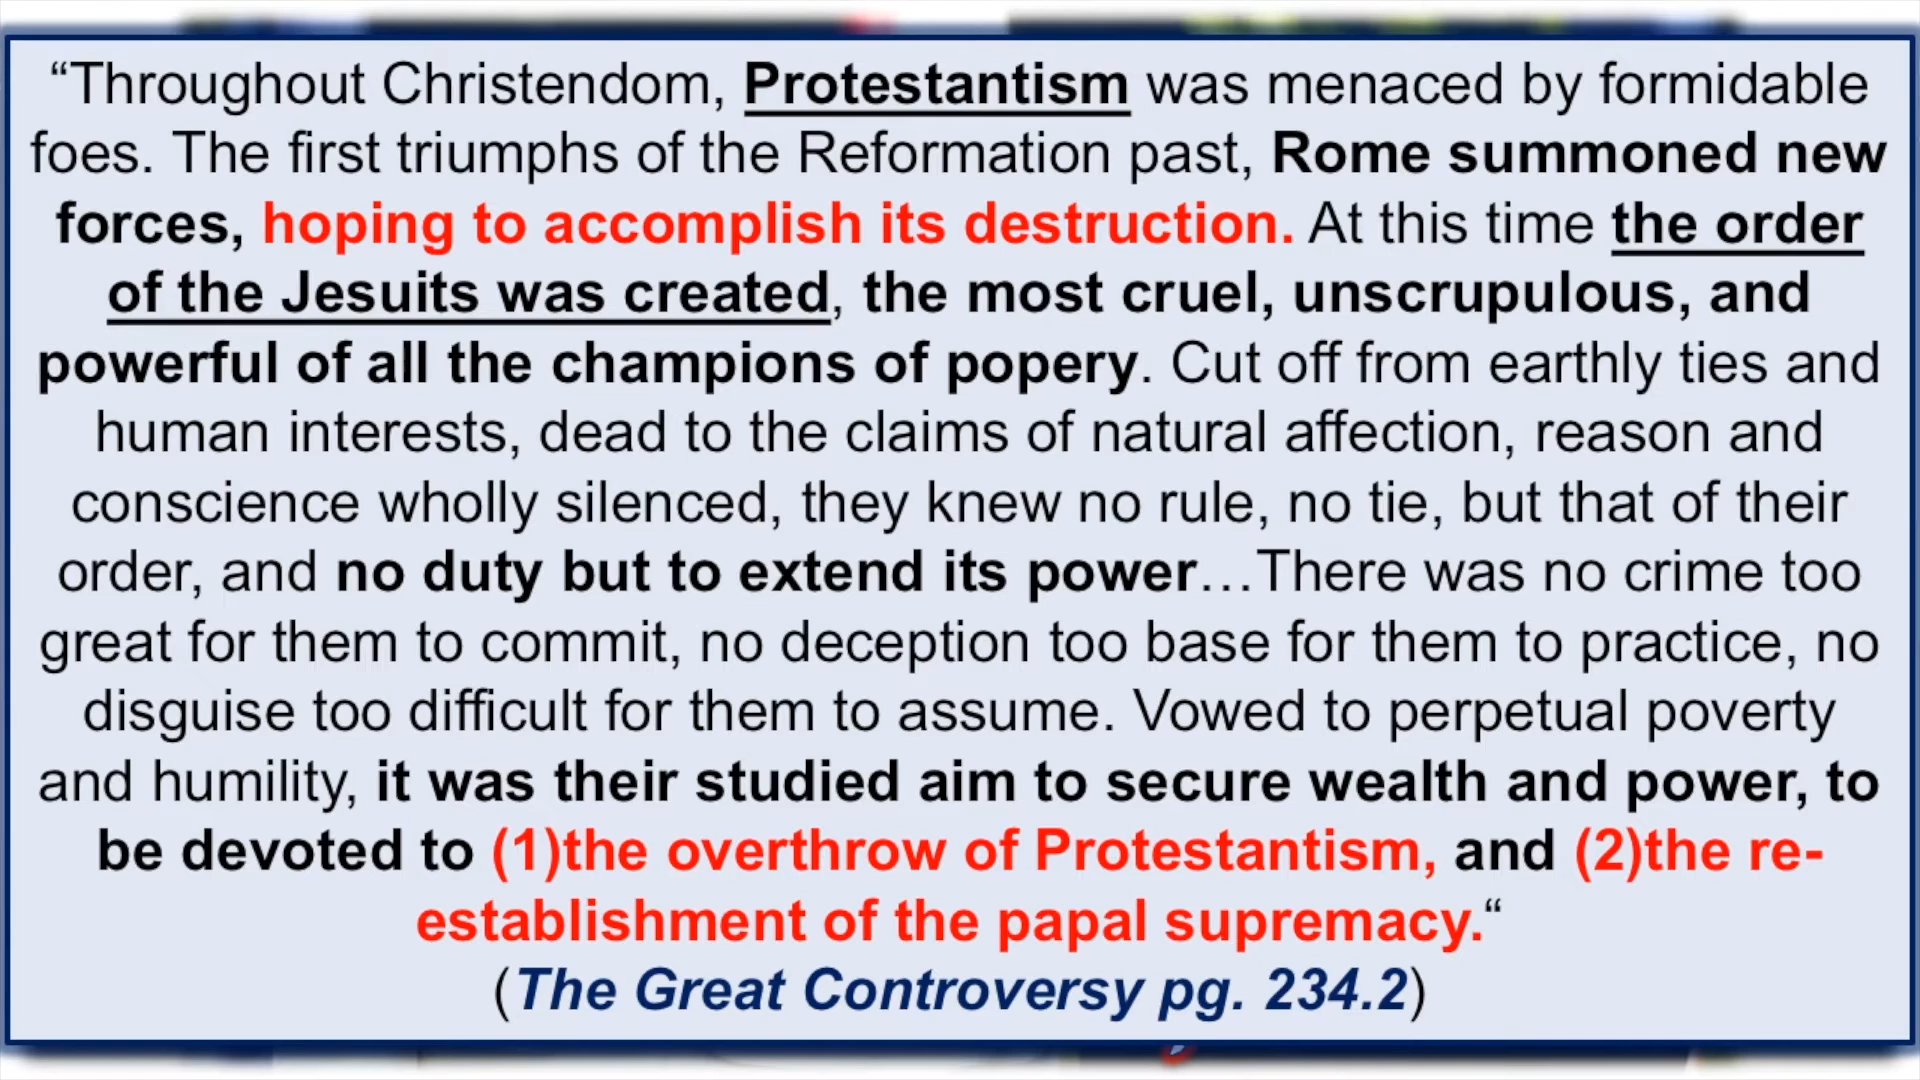 “Throughout Christendom, Protestantism was menaced by formidable
foes. The first triumphs of the Reformation past, Rome summoned new
forces, hoping to accomplish its destruction. At this time the order
of the Jesuits was created, the most cruel, unscrupulous, and
powerful of all the champions of popery. Cut off from earthly ties and
human interests, dead to the claims of natural affection, reason and
conscience wholly silenced, they knew no rule, no tie, but that of their
order, and no duty but to extend its power…There was no crime too
great for them to commit, no deception too base for them to practice, no
disguise too difficult for them to assume. Vowed to perpetual poverty
and humility, it was their studied aim to secure wealth and power, to
be devoted to (1)the overthrow of Protestantism, and (2)the re-
establishment of the papal supremacy.“
(The Great Controversy pg. 234.2)